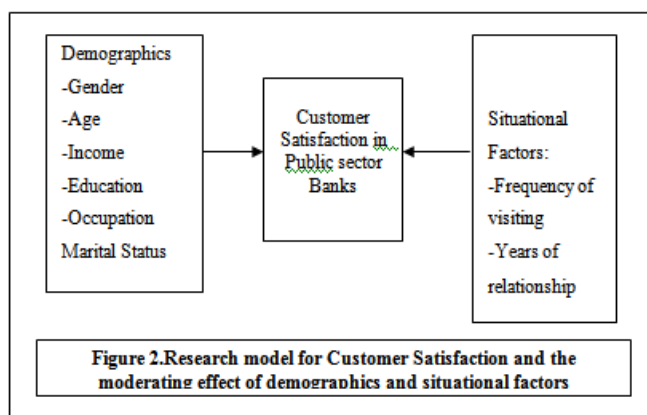 Demographics
-Gender
-Age
-Income
-Education
-Occupation
Marital Status
Customer
Satisfaction in
Public sector
Banks
Situational
Factors:
-Frequency of
visiting
-Years of
relationship
Figure 2.Research model for Customer Satisfaction and the
moderating effect of demographics and situational factors